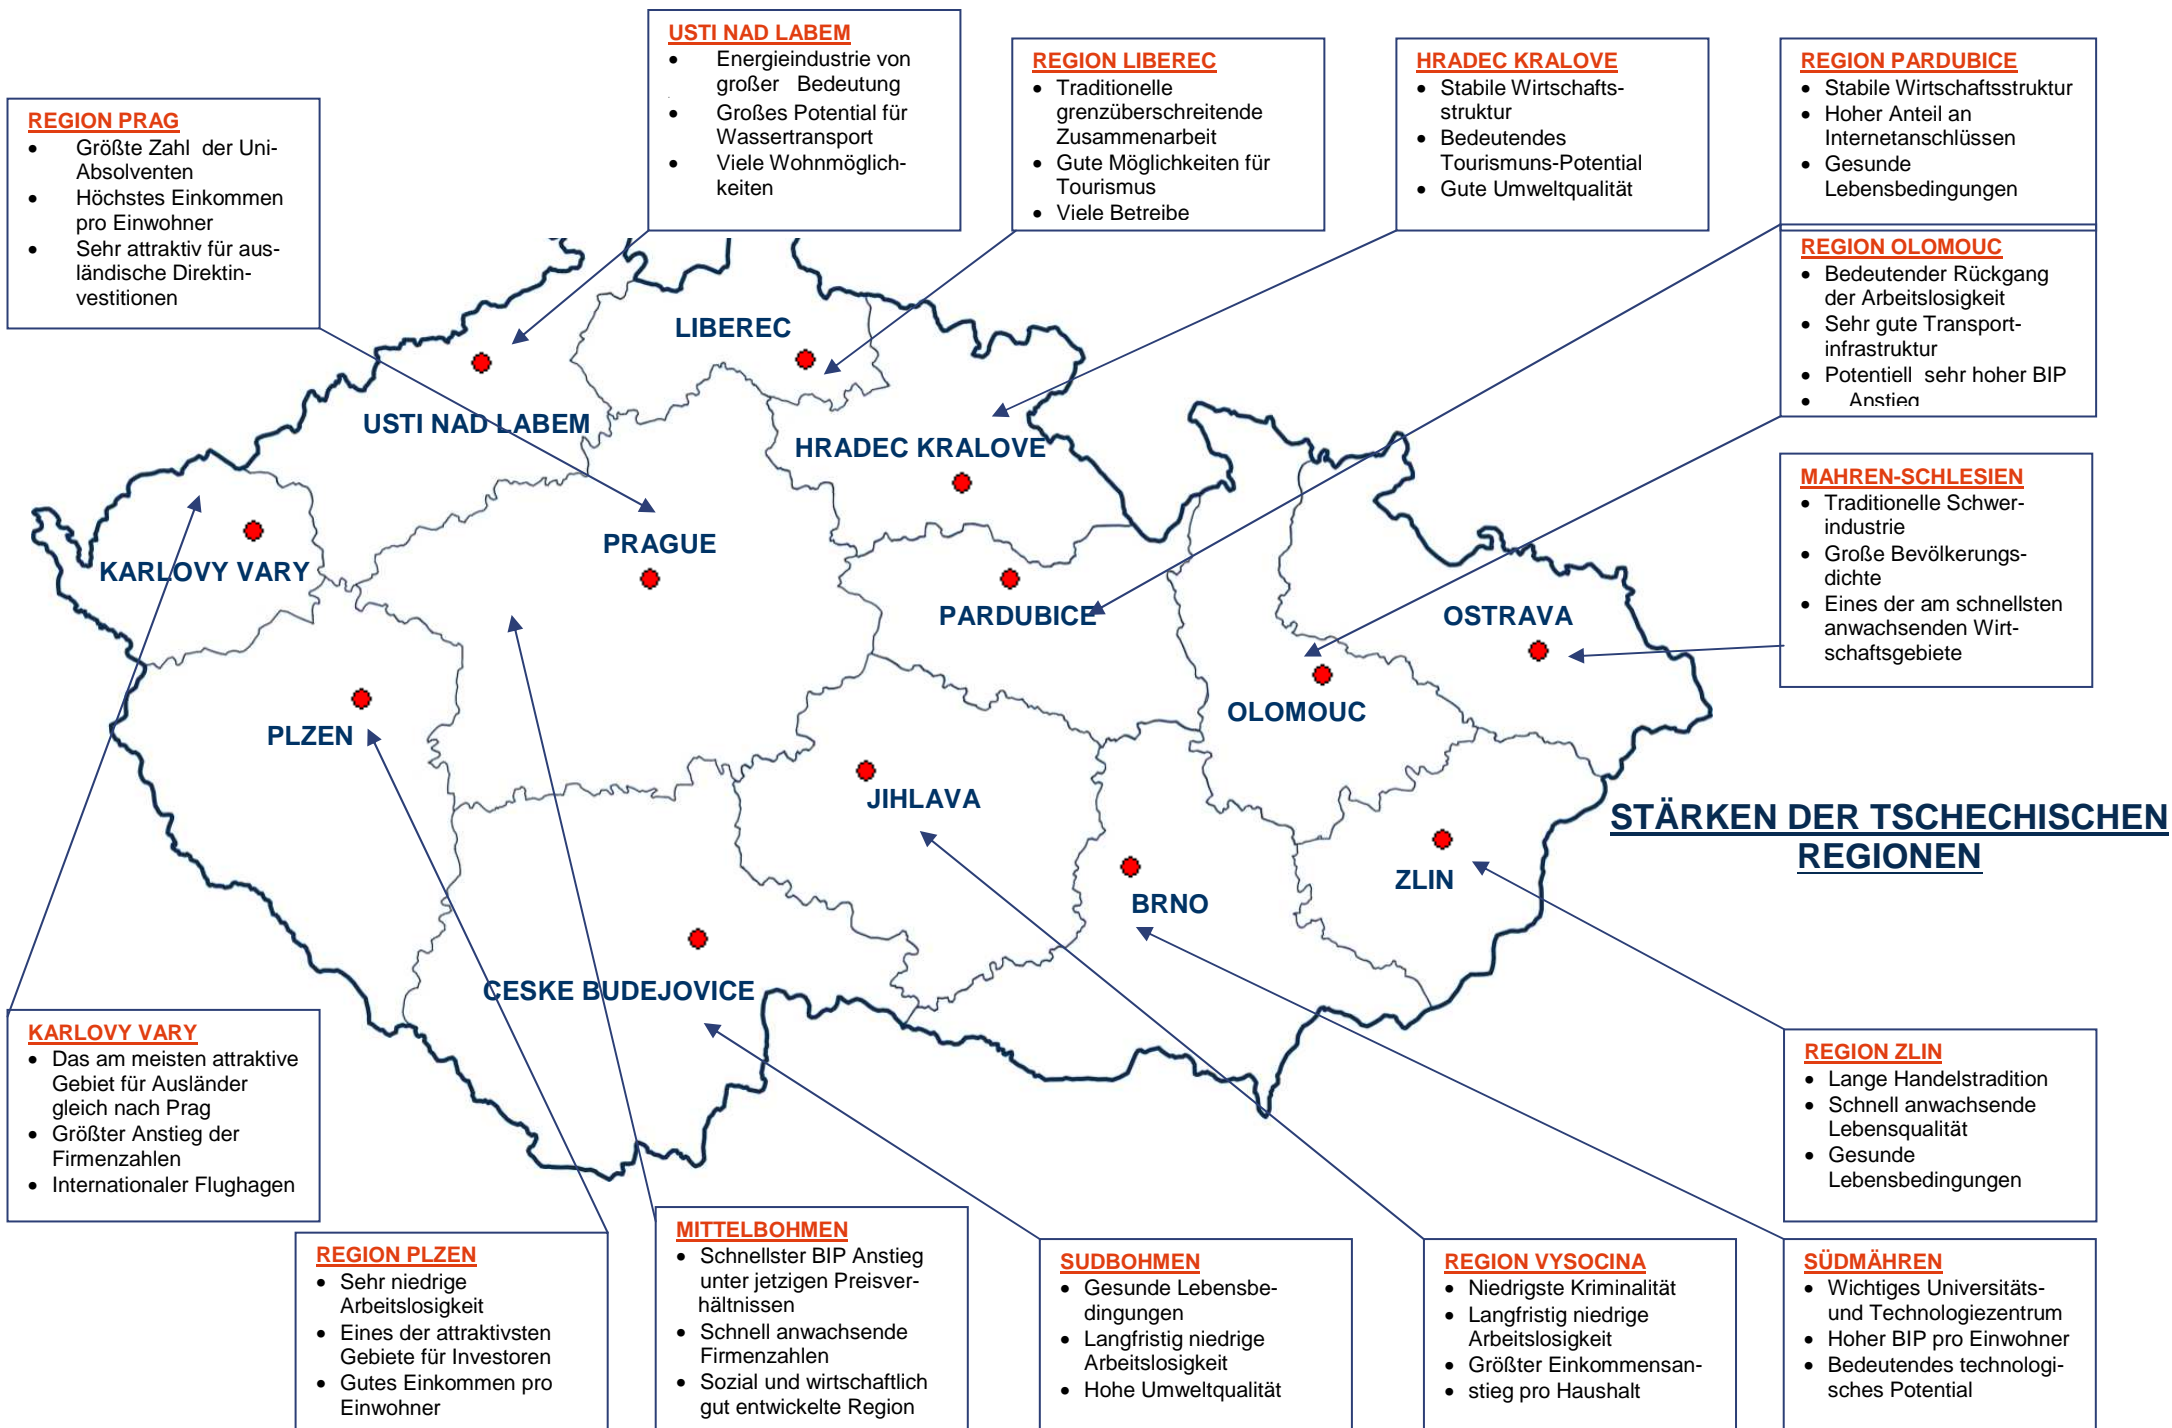 USTI NAD LABEM
• Energieindustrie von
großer Bedeutung
• Großes Potential für
Wassertransport
• Viele Wohnmöglich-
keiten
REGION LIBEREC
• Traditionelle
grenzüberschreitende
Zusammenarbeit
• Gute Möglichkeiten für
Tourismus
• Viele Betreibe
HRADEC KRALOVE
• Stabile Wirtschafts-
struktur
• Bedeutendes
Tourismuns-Potential
• Gute Umweltqualität
REGION PARDUBICE
• Stabile Wirtschaftsstruktur
• Hoher Anteil an
Internetanschlüssen
• Gesunde
Lebensbedingungen
REGION PRAG
• Größte Zahl der Uni-
Absolventen
• Höchstes Einkommen
pro Einwohner
• Sehr attraktiv für aus-
ländische Direktin-
vestitionen
REGION OLOMOUC
• Bedeutender Rückgang
der Arbeitslosigkeit
• Sehr gute Transport-
infrastruktur
• Potentiell sehr hoher BIP
• Anstieg
MAHREN-SCHLESIEN
• Traditionelle Schwer-
industrie
• Große Bevölkerungs-
dichte
• Eines der am schnellsten
anwachsenden Wirt-
schaftsgebiete
LIBEREC
USTI NAD LABEM
HRADEC KRALOVE
PRAGUE
KARLOVY VARY
PARDUBICE
OSTRAVA
OLOMOUC
PLZEN
JIHLAVA
ZLIN
BRNO
CESKE BUDEJOVICE
STÄRKEN DER TSCHECHISCHEN
REGIONEN
KARLOVY VARY
• Das am meisten attraktive
Gebiet für Ausländer
gleich nach Prag
• Größter Anstieg der
Firmenzahlen
• Internationaler Flughagen
REGION ZLIN
• Lange Handelstradition
• Schnell anwachsende
Lebensqualität
• Gesunde
Lebensbedingungen
REGION PLZEN
• Sehr niedrige
Arbeitslosigkeit
• Eines der attraktivsten
Gebiete für Investoren
• Gutes Einkommen pro
Einwohner
MITTELBOHMEN
• Schnellster BIP Anstieg
unter jetzigen Preisver-
hältnissen
• Schnell anwachsende
Firmenzahlen
• Sozial und wirtschaftlich
gut entwickelte Region
SUDBOHMEN
• Gesunde Lebensbe-
dingungen
• Langfristig niedrige
Arbeitslosigkeit
• Hohe Umweltqualität
REGION VYSOCINA
• Niedrigste Kriminalität
• Langfristig niedrige
Arbeitslosigkeit
• Größter Einkommensan-
• stieg pro Haushalt
SÜDMÄHREN
• Wichtiges Universitäts-
und Technologiezentrum
• Hoher BIP pro Einwohner
• Bedeutendes technologi-
sches Potential